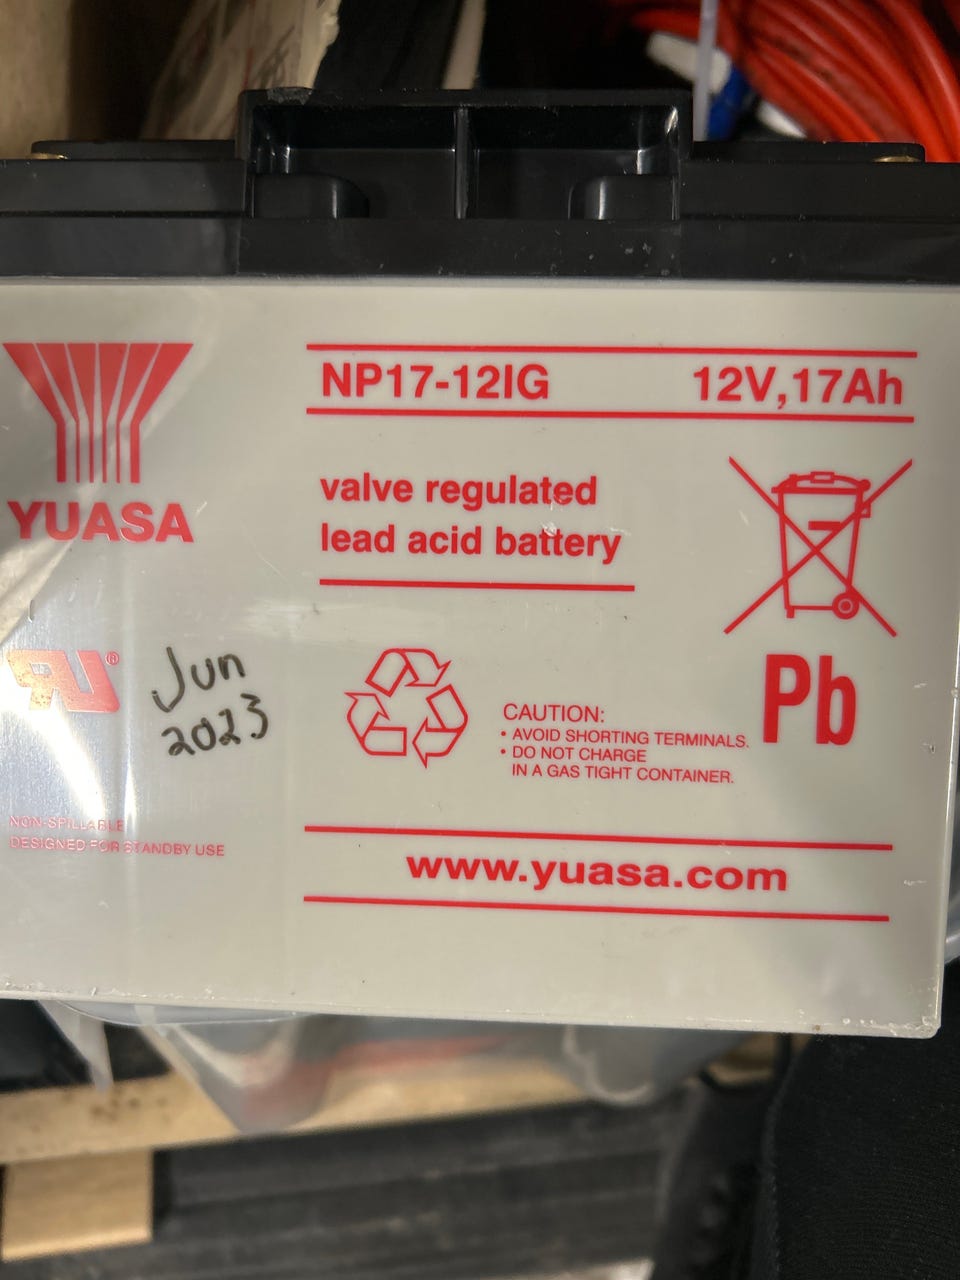 NP17-12IG 12V,17Ah
YUASA
valve regulated
lead acid battery
Jun
2023
Pb
CAUTION:
• AVOID SHORTING TERMINALS.
• DO NOT CHARGE
IN A GAS TIGHT CONTAINER.
NON-SPILLABLE
DESIGNED FOR STANDBY USE
www.yuasa.com